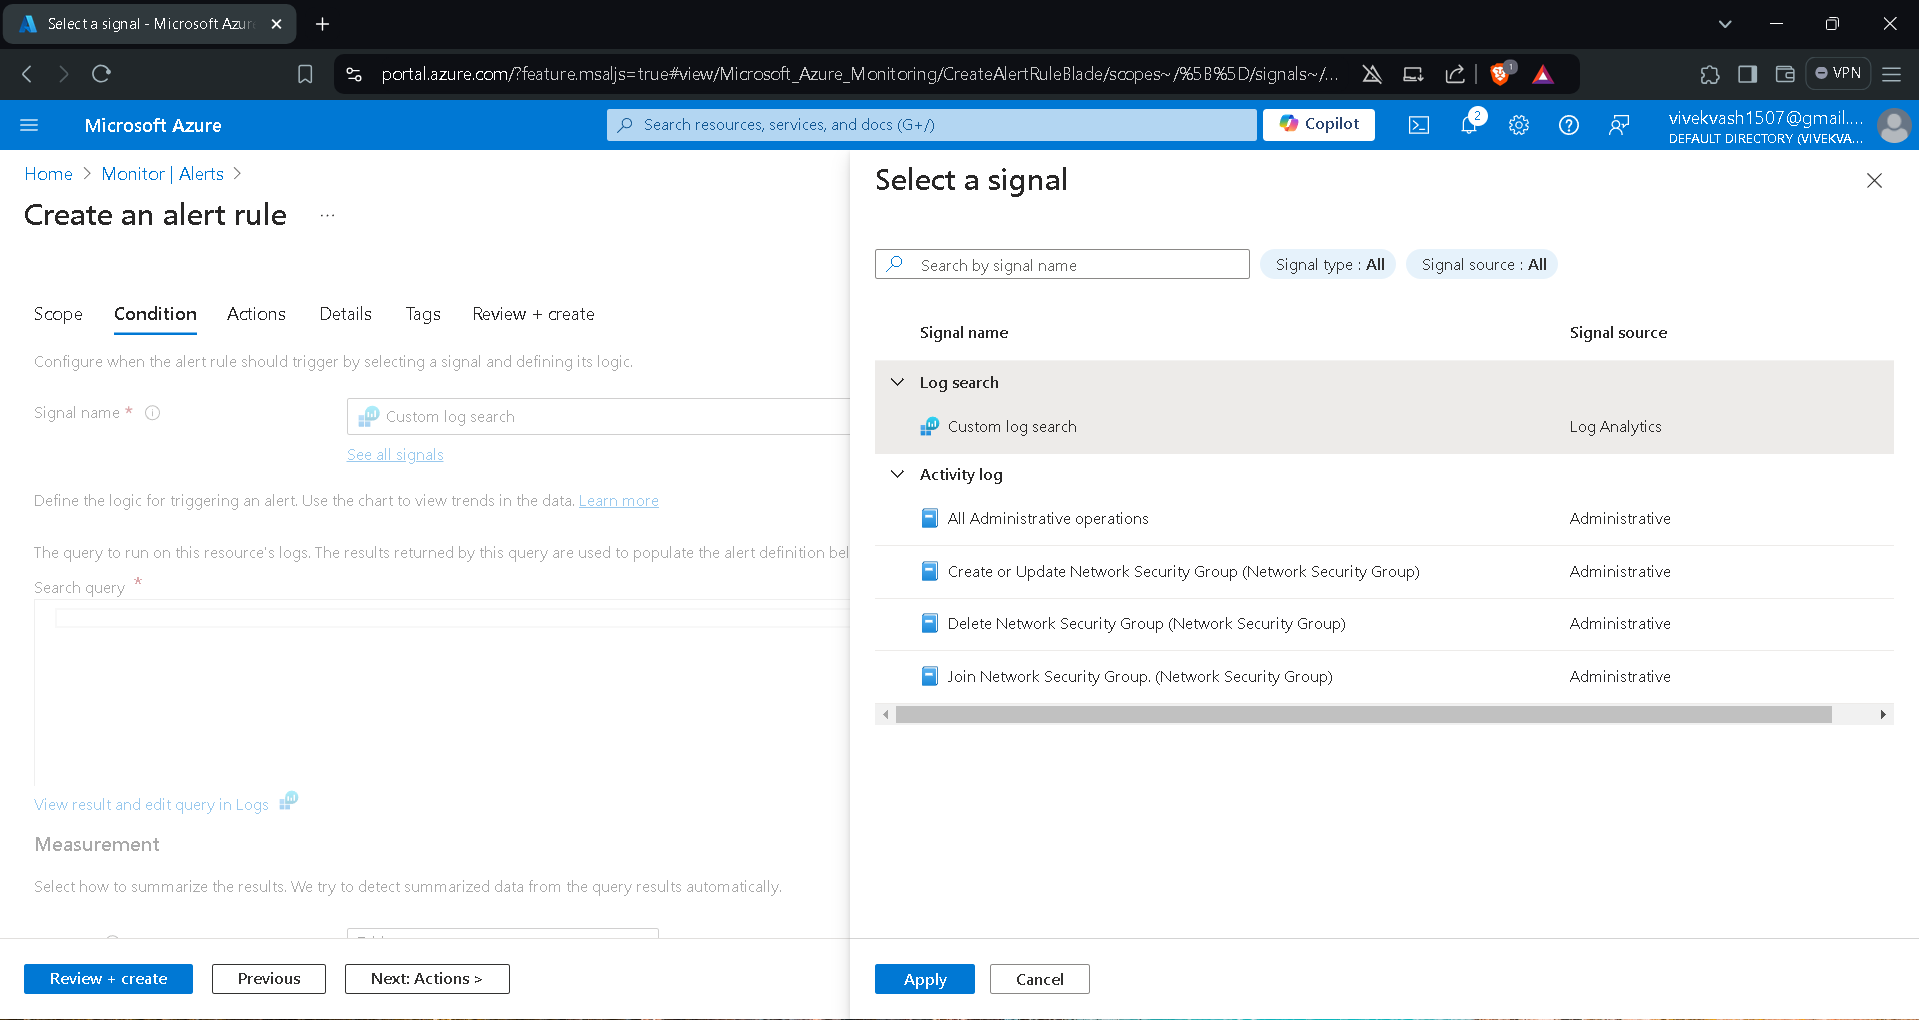 Select a signal - Microsoft Azur
portal.azure.com/?feature.msaljs=true#view/Microsoft_Azure_Monitoring/CreateAlertRuleBlade/scopes~/%5B%5D/signals~/...
1
VPN
Microsoft Azure
Search resources, services, and docs (G+/)
Copilot
2
vivekvash1507@gmail....
DEFAULT DIRECTORY (VIVEKVA...
Home > Monitor | Alerts >
Create an alert rule ...
Scope
Condition
Actions
Details
Tags
Review + create
Configure when the alert rule should trigger by selecting a signal and defining its logic.
Signal name *
Custom log search
See all signals
Define the logic for triggering an alert. Use the chart to view trends in the data. Learn more
The query to run on this resource's logs. The results returned by this query are used to populate the alert definition bel
Search query *
View result and edit query in Logs
Measurement
Select how to summarize the results. We try to detect summarized data from the query results automatically.
Review + create
Previous
Next: Actions >
Select a signal
Search by signal name
Signal type : All
Signal source : All
Signal name
Signal source
Log search
Custom log search
Log Analytics
Activity log
All Administrative operations
Administrative
Create or Update Network Security Group (Network Security Group)
Administrative
Delete Network Security Group (Network Security Group)
Administrative
Join Network Security Group. (Network Security Group)
Administrative
Apply
Cancel